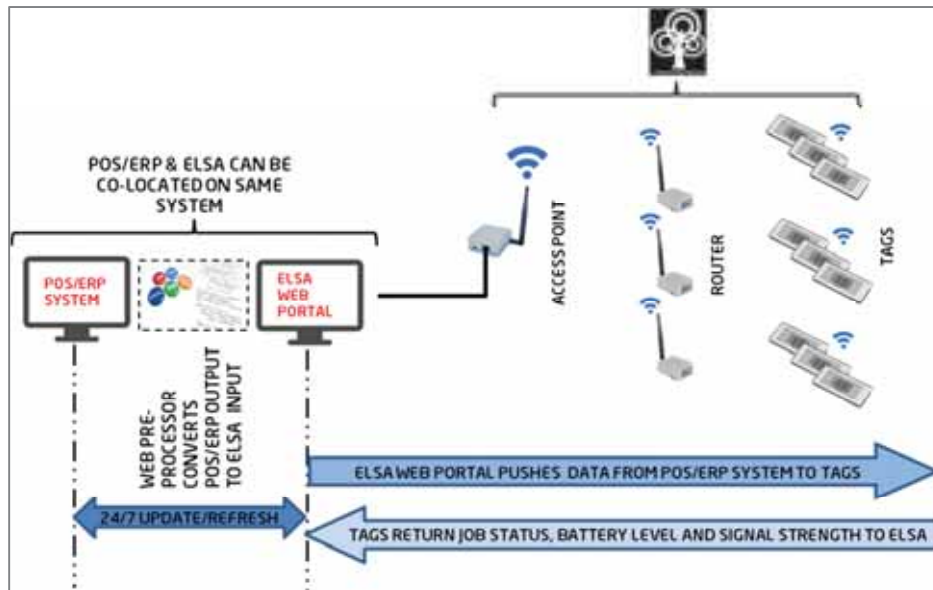 POS/ERP & ELSA CAN BE
CO-LOCATED ON SAME
SYSTEM
POS/ERP
SYSTEM
ELSA
WEB
PORTAL
ACCESS POINT
ROUTER
TAGS
WEB PRE-
PROCESSOR
CONVERTS
POS/ERP OUTPUT
TO ELSA INPUT
ELSA WEB PORTAL PUSHES DATA FROM POS/ERP SYSTEM TO TAGS
24/7 UPDATE/REFRESH
TAGS RETURN JOB STATUS, BATTERY LEVEL AND SIGNAL STRENGTH TO ELSA